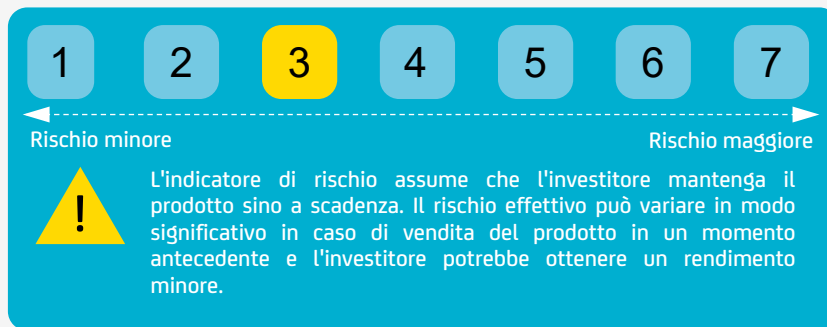 1 2 3 4 5 6 7
Rischio minore Rischio maggiore
!
L'indicatore di rischio assume che l'investitore mantenga il
prodotto sino a scadenza. Il rischio effettivo può variare in modo
significativo in caso di vendita del prodotto in un momento
antecedente e l'investitore potrebbe ottenere un rendimento
minore.